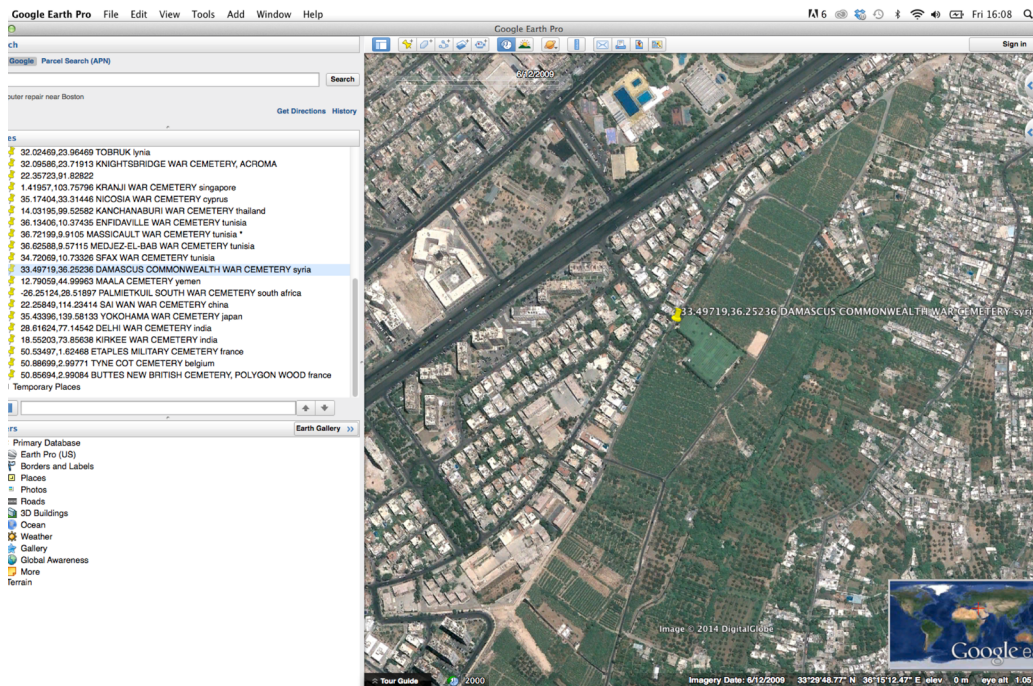 Google Earth Pro File Edit View Tools Add Window Help 6 Fri 16:08
Google Earth Pro
ch
Sign in
Google Parcel Search (APN)
Search
outer repair near Boston
Get Directions History
6/12/2009
es
32.02469,23.96469 TOBRUK lynia
32.09586,23.71913 KNIGHTSBRIDGE WAR CEMETERY, ACROMA
22.35723,91.82822
1.41957,103.75796 KRANJI WAR CEMETERY singapore
35.17404,33.31446 NICOSIA WAR CEMETERY cyprus
14.03195,99.52582 KANCHANABURI WAR CEMETERY thailand
36.13406,10.37435 ENFIDAVILLE WAR CEMETERY tunisia
36.72199,9.9105 MASSICAULT WAR CEMETERY tunisia *
36.62588,9.57115 MEDJEZ-EL-BAB WAR CEMETERY tunisia
34.72069,10.73326 SFAX WAR CEMETERY tunisia
33.49719,36.25236 DAMASCUS COMMONWEALTH WAR CEMETERY syria
12.79059,44.99963 MAALA CEMETERY yemen
-26.25124,28.51897 PALMIETKUIL SOUTH WAR CEMETERY south africa
22.25849,114.23414 SAI WAN WAR CEMETERY china
35.43396,139.58133 YOKOHAMA WAR CEMETERY japan
28.61624,77.14542 DELHI WAR CEMETERY india
18.55203,73.85638 KIRKEE WAR CEMETERY india
50.53497,1.62468 ETAPLES MILITARY CEMETERY france
50.88699,2.99771 TYNE COT CEMETERY belgium
50.85694,2.99084 BUTTES NEW BRITISH CEMETERY, POLYGON WOOD france
Temporary Places
33.49719,36.25236 DAMASCUS COMMONWEALTH WAR CEMETERY syri
ers
Earth Gallery >>
Primary Database
Earth Pro (US)
Borders and Labels
Places
Photos
Roads
3D Buildings
Ocean
Weather
Gallery
Global Awareness
More
Terrain
Image © 2014 DigitalGlobe
Google e
Tour Guide 2000 Imagery Date: 6/12/2009 33°29'48.77" N 36°15'12.47" E elev 0 m eye alt 1.05